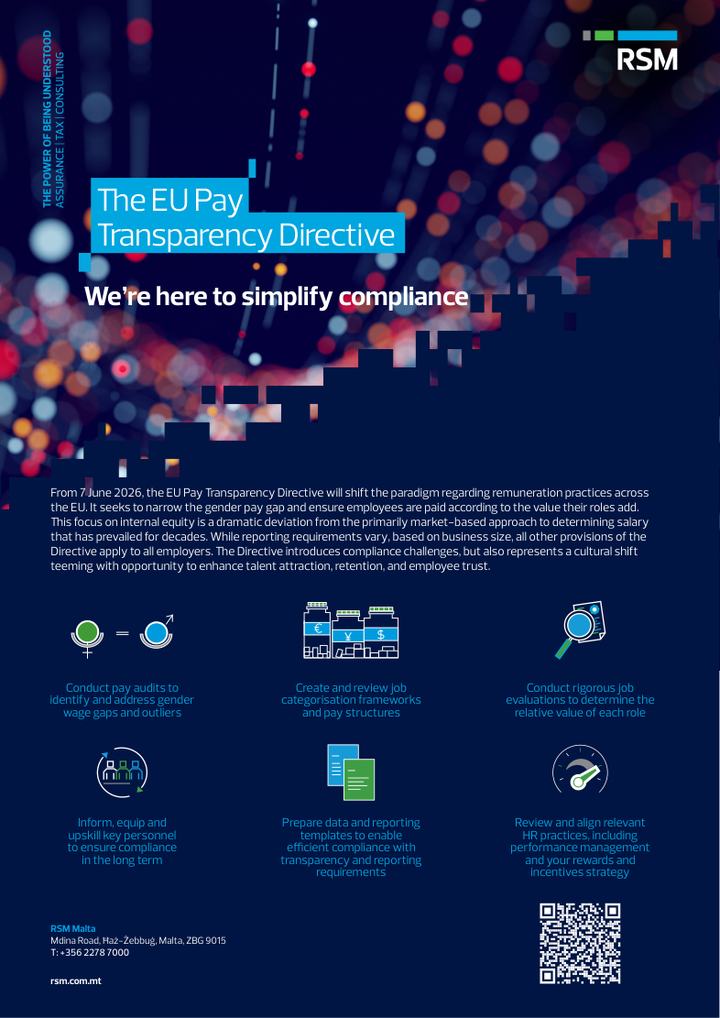 THE POWER OF BEING UNDERSTOOD
ASSURANCE | TAX | CONSULTING
RSM
The EU Pay
Transparency Directive
We're here to simplify compliance
From 7 June 2026, the EU Pay Transparency Directive will shift the paradigm regarding remuneration practices across
the EU. It seeks to narrow the gender pay gap and ensure employees are paid according to the value their roles add.
This focus on internal equity is a dramatic deviation from the primarily market-based approach to determining salary
that has prevailed for decades. While reporting requirements vary, based on business size, all other provisions of the
Directive apply to all employers. The Directive introduces compliance challenges, but also represents a cultural shift
teeming with opportunity to enhance talent attraction, retention, and employee trust.
€ ¥ $
Conduct pay audits to
identify and address gender
wage gaps and outliers
Create and review job
categorisation frameworks
and pay structures
Conduct rigorous job
evaluations to determine the
relative value of each role
Inform, equip and
upskill key personnel
to ensure compliance
in the long term
Prepare data and reporting
templates to enable
efficient compliance with
transparency and reporting
requirements
Review and align relevant
HR practices, including
performance management
and your rewards and
incentives strategy
RSM Malta
Mdina Road, Ħaż-Żebbuġ, Malta, ZBG 9015
T: +356 2278 7000
rsm.com.mt